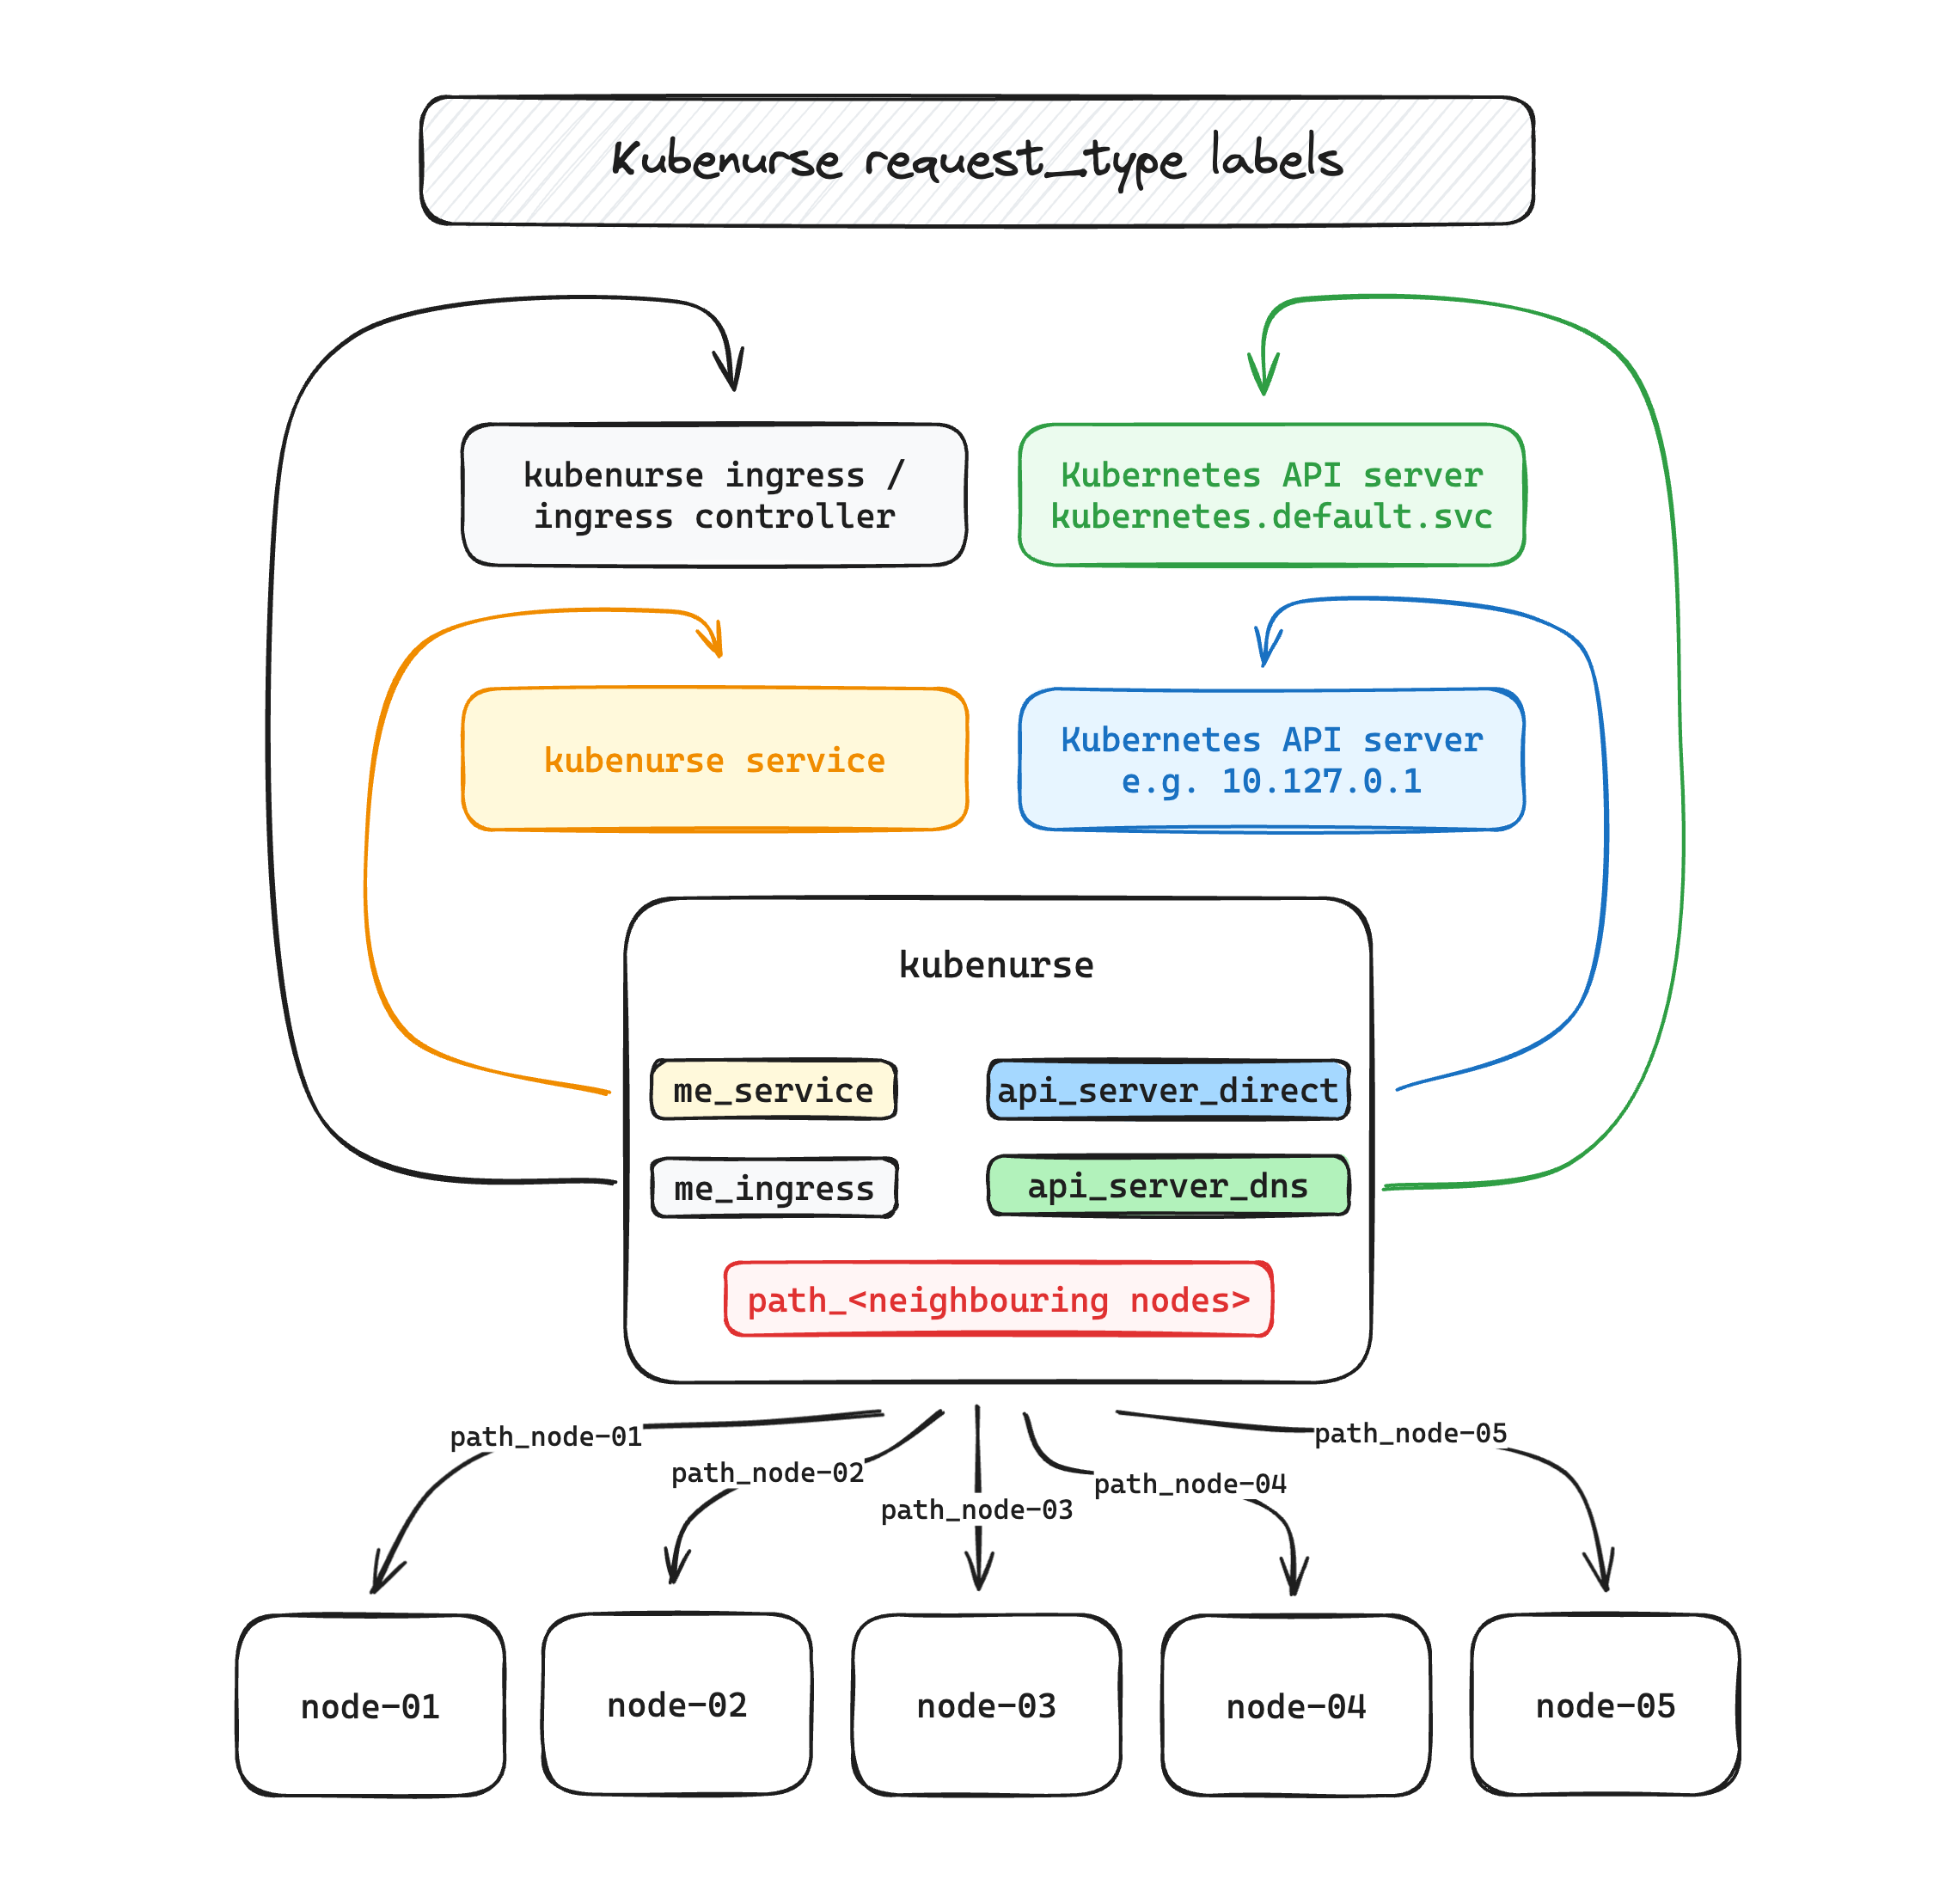 Kubenurse request_type labels
kubenurse ingress /
ingress controller
Kubernetes API server
kubernetes.default.svc
kubenurse service
Kubernetes API server
e.g. 10.127.0.1
kubenurse
me_service
api_server_direct
me_ingress
api_server_dns
path_<neighbouring nodes>
path_node-01
path_node-02
path_node-03
path_node-04
path_node-05
node-01
node-02
node-03
node-04
node-05